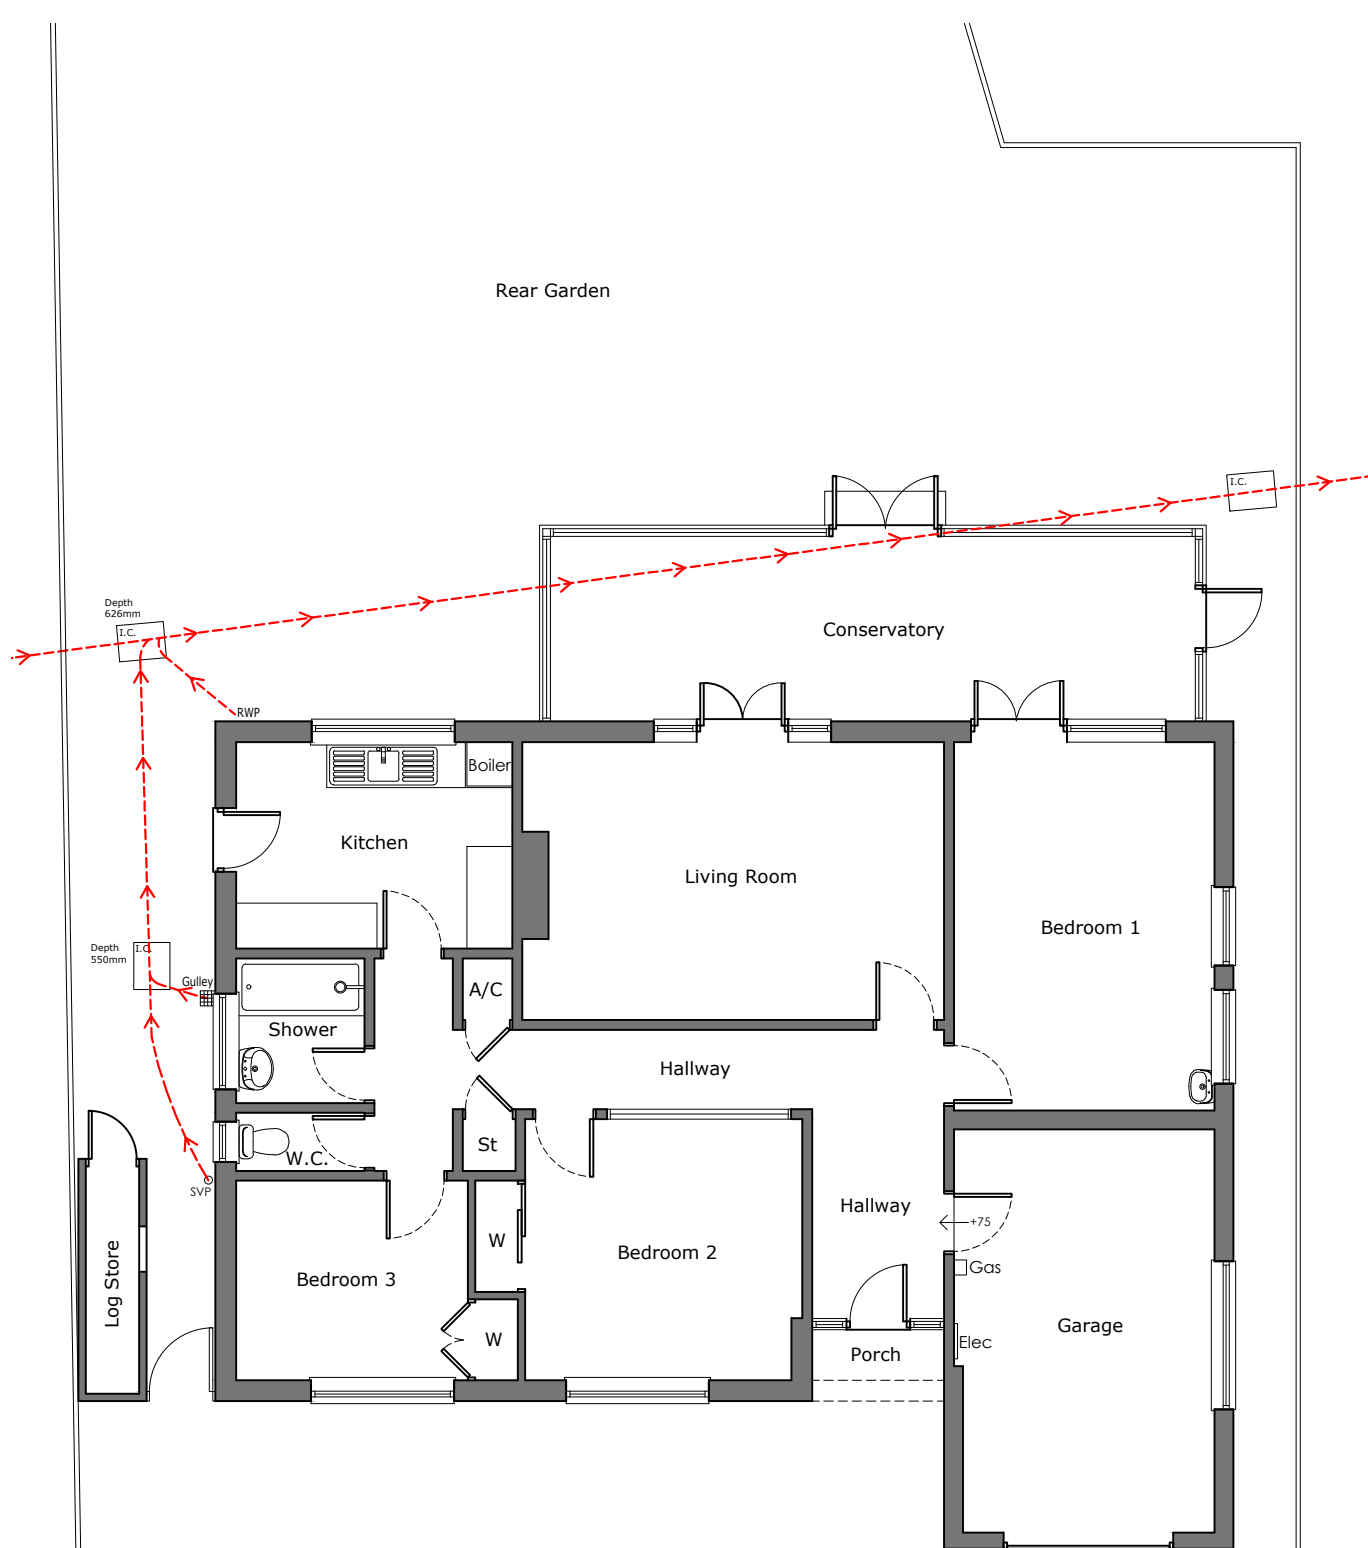 Rear Garden
I.C.
Depth
626mm
I.C.
Conservatory
RWP
Boiler
Kitchen
Living Room
Bedroom 1
Depth
550mm
I.C.
Gulley
A/C
Shower
Hallway
St
W.C.
SVP
Hallway
+75
W
Bedroom 2
Gas
Bedroom 3
Log Store
W
Porch
Elec
Garage